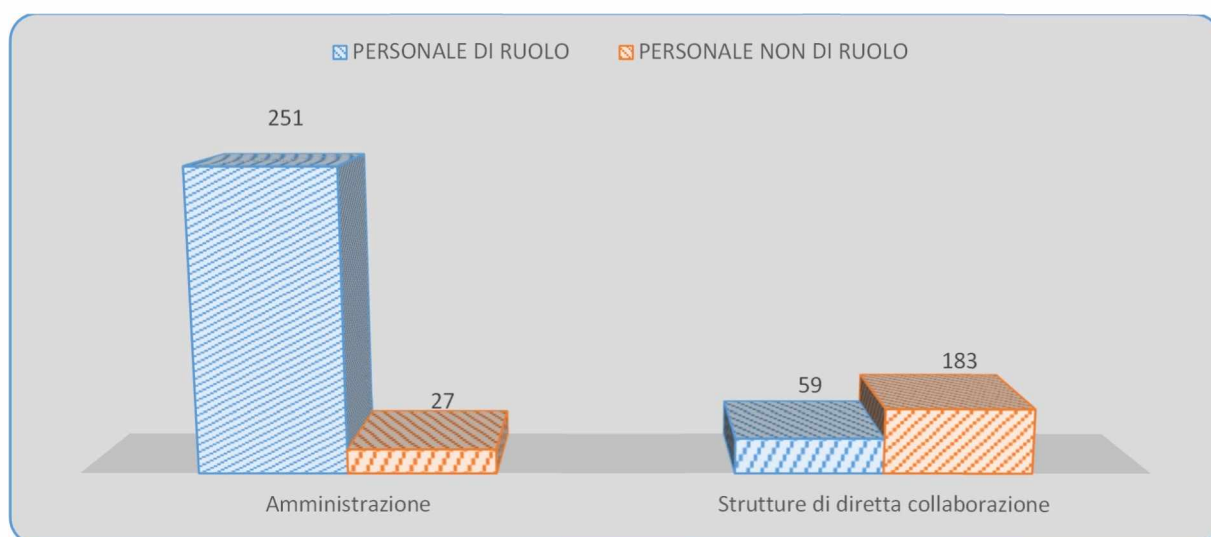 PERSONALE DI RUOLO PERSONALE NON DI RUOLO
251
27
59
183
Amministrazione Strutture di diretta collaborazione